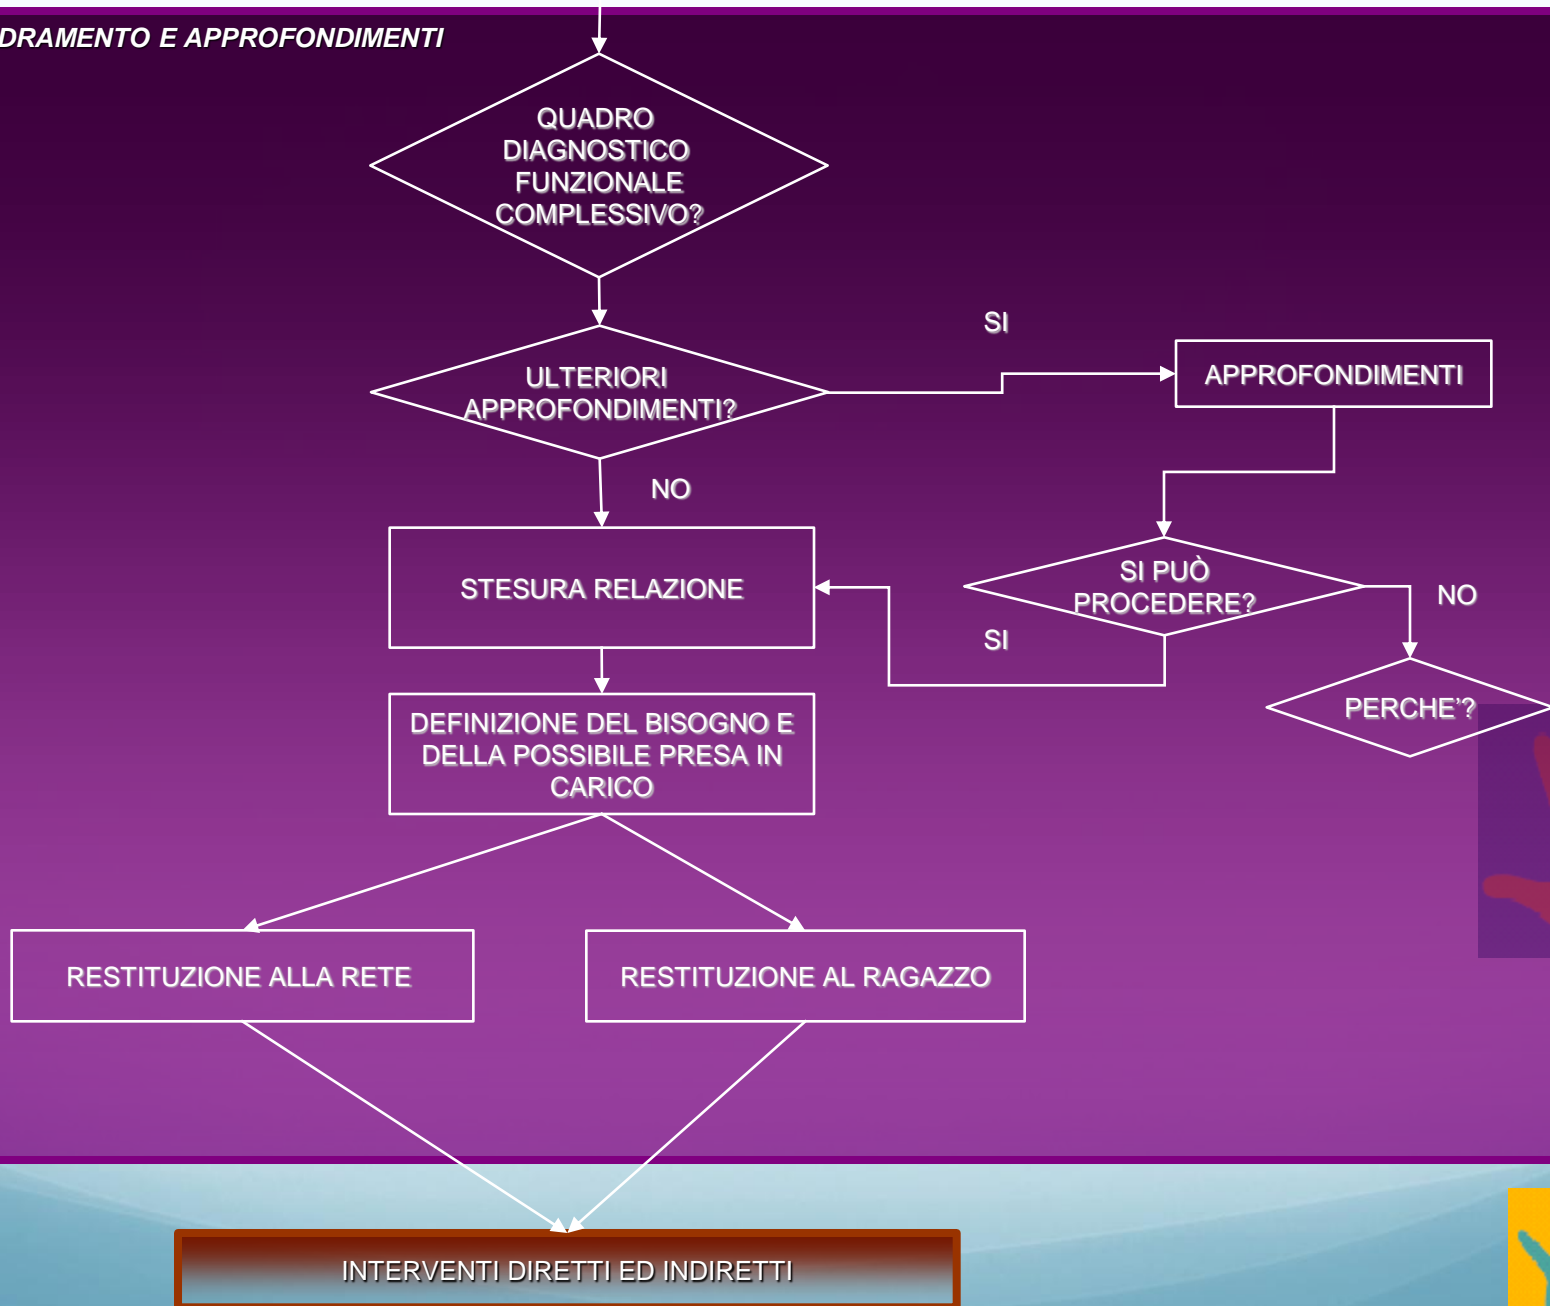 DRAMENTO E APPROFONDIMENTI
QUADRO
DIAGNOSTICO
FUNZIONALE
COMPLESSIVO?
SI
ULTERIORI
APPROFONDIMENTI?
APPROFONDIMENTI
NO
STESURA RELAZIONE
SI PUÒ
PROCEDERE?
NO
SI
PERCHE'?
DEFINIZIONE DEL BISOGNO E
DELLA POSSIBILE PRESA IN
CARICO
RESTITUZIONE ALLA RETE
RESTITUZIONE AL RAGAZZO
INTERVENTI DIRETTI ED INDIRETTI